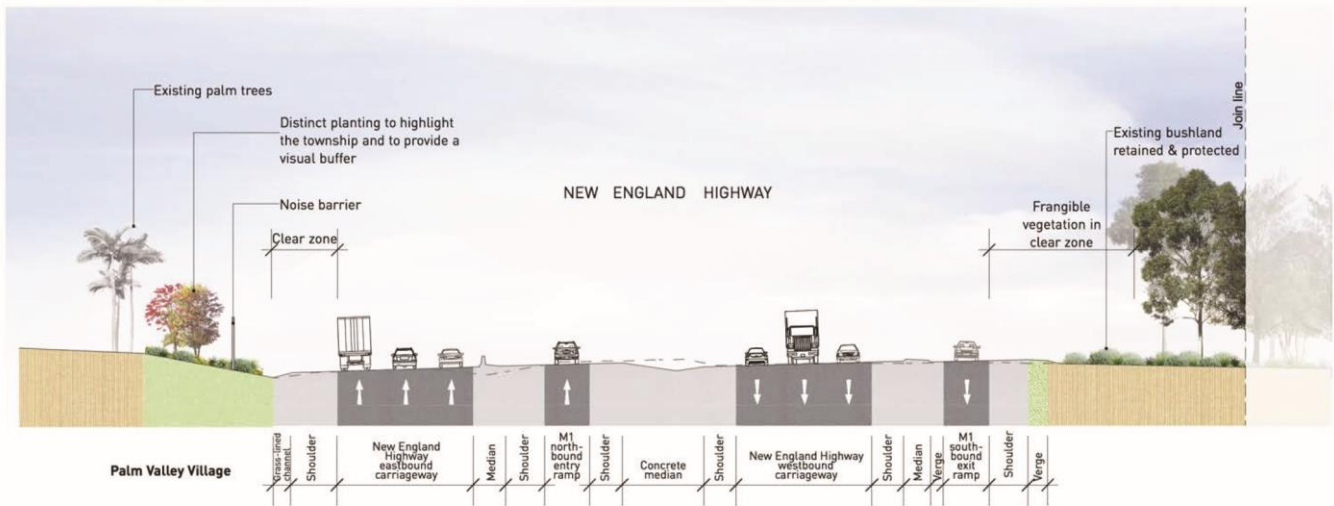 Existing palm trees
Distinct planting to highlight
the township and to provide a
visual buffer
Noise barrier
Clear zone
NEW ENGLAND HIGHWAY
Frangible
vegetation in
clear zone
Existing bushland
retained & protected
Join line
Palm Valley Village
Grass-lined
channel
Shoulder
New England
Highway
eastbound
carriageway
Median
Shoulder
M1
north-
bound
entry
ramp
Shoulder
Concrete
median
Shoulder
New England Highway
westbound
carriageway
Shoulder
Median
Verge
M1
south-
bound
exit
ramp
Shoulder
Verge